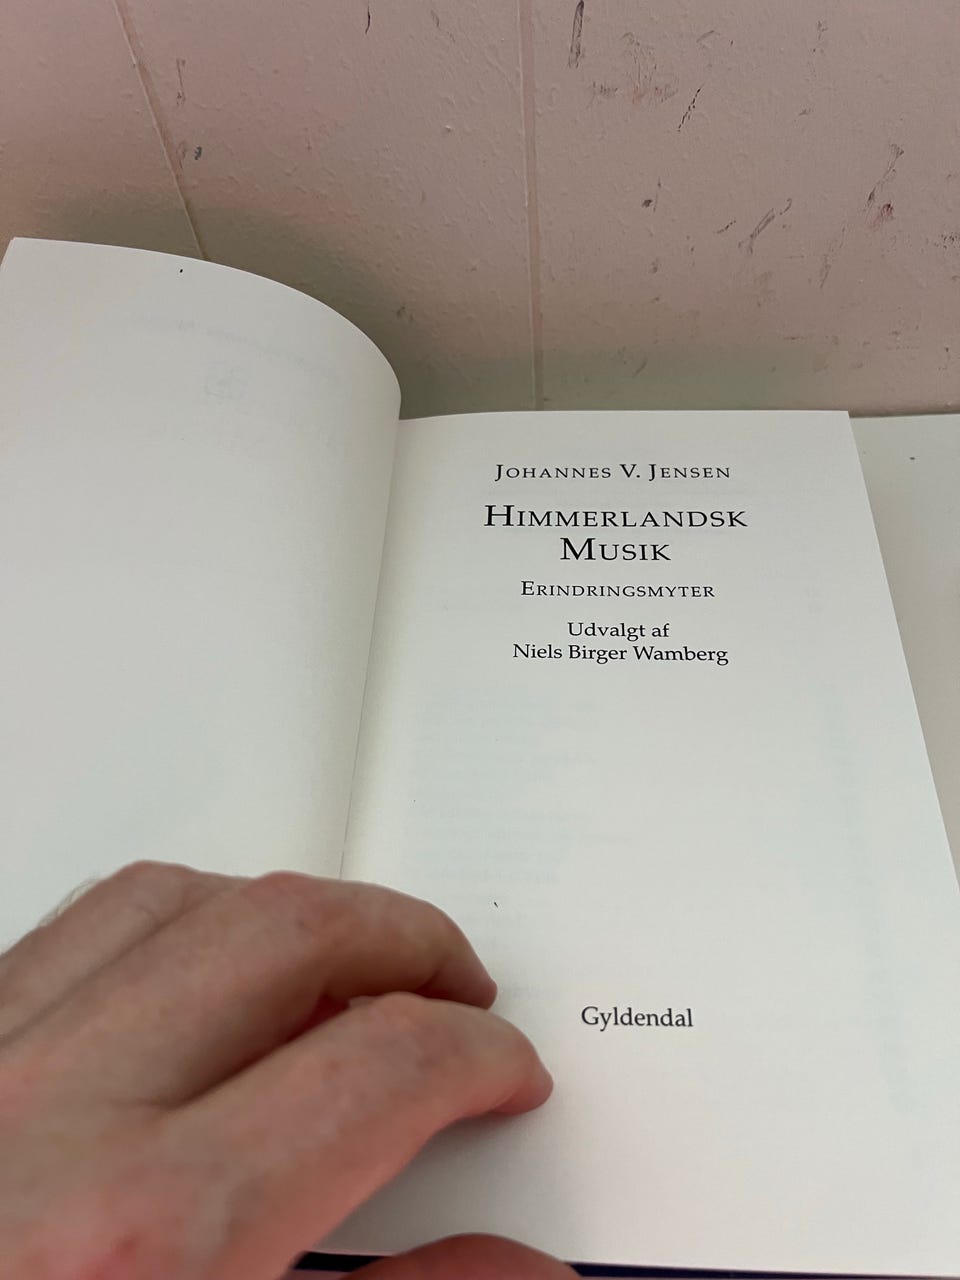 Johannes V. Jensen
Himmerlandsk
Musik
Erindringsmyter
Udvalgt af
Niels Birger Wamberg
Gyldendal